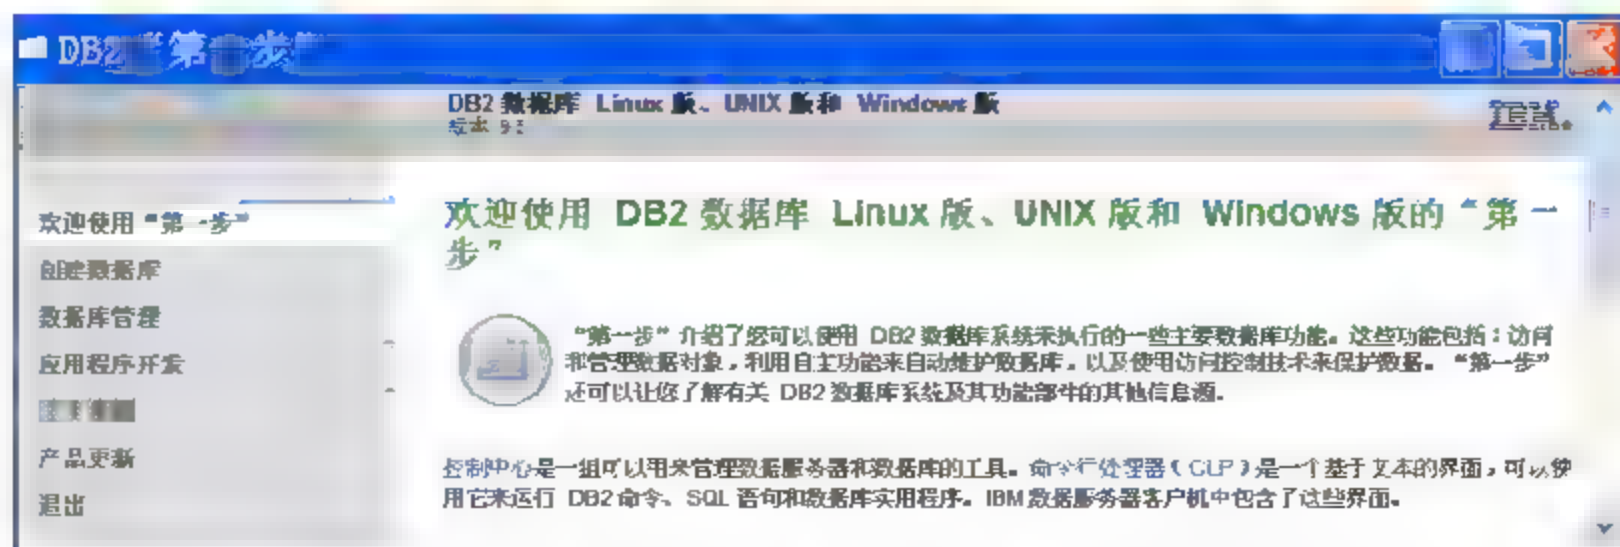 DB2 第一步
DB2 数据库 Linux 版、UNIX 版和 Windows 版
版本 9
欢迎使用“第一步”
创建数据库
数据库管理
应用程序开发
产品更新
退出
欢迎使用 DB2 数据库 Linux 版、UNIX 版和 Windows 版的“第一
步”
“第一步”介绍了您可以使用 DB2 数据库系统来执行的一些主要数据库功能。这些功能包括：访问
和管理数据对象，利用自主功能来自动维护数据库，以及使用访问控制技术来保护数据。“第一步”
还可以让您了解有关 DB2 数据库系统及其功能部件的其他信息源。
控制中心是一组可以用来管理数据服务器和数据库的工具。命令行处理器（CLP）是一个基于文本的界面，可以使
用它来运行 DB2 命令、SQL 语句和数据库实用程序。IBM 数据服务器客户机中包含了这些界面。